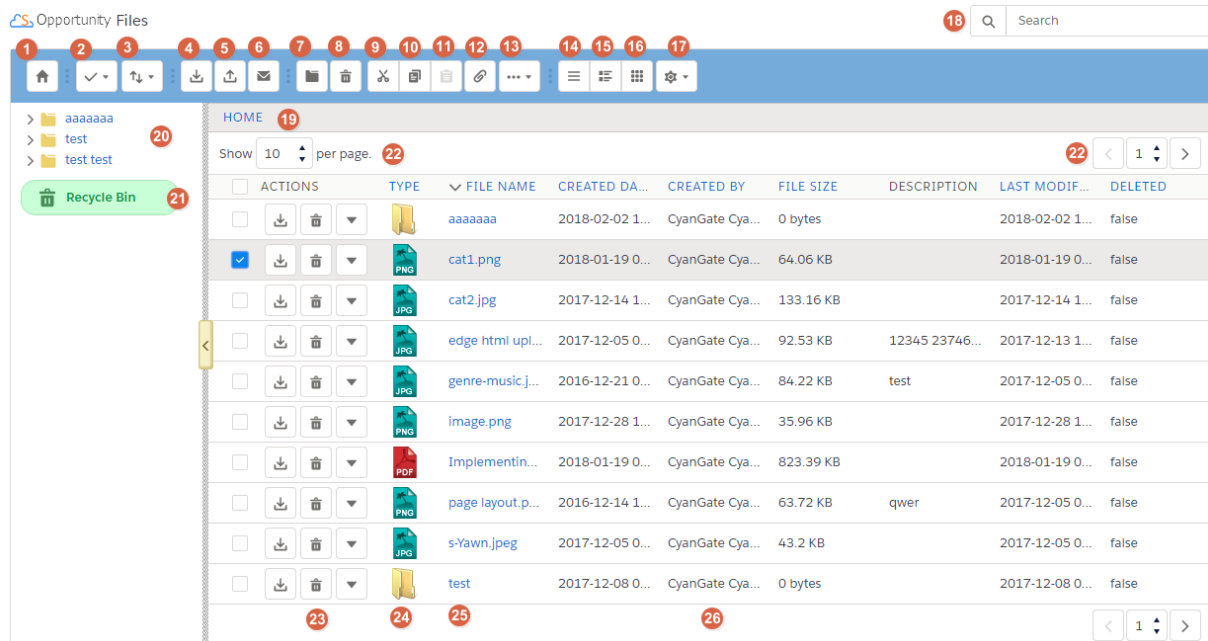 S Opportunity Files
18 Search
1 2 3 4 5 6 7 8 9 10 11 12 13 14 15 16 17
aaaaaaa
test 20
test test
Recycle Bin 21
HOME 19
Show 10 per page. 22 22 1
ACTIONS TYPE FILE NAME CREATED DA... CREATED BY FILE SIZE DESCRIPTION LAST MODIF... DELETED
aaaaaaa 2018-02-02 1... CyanGate Cya... 0 bytes 2018-02-02 1... false
PNG cat1.png 2018-01-19 0... CyanGate Cya... 64.06 KB 2018-01-19 0... false
JPG cat2.jpg 2017-12-14 1... CyanGate Cya... 133.16 KB 2017-12-14 1... false
JPG edge html upl... 2017-12-05 0... CyanGate Cya... 92.53 KB 12345 23746... 2017-12-13 1... false
JPG genre-music.j... 2016-12-21 0... CyanGate Cya... 84.22 KB test 2017-12-05 0... false
PNG image.png 2017-12-28 1... CyanGate Cya... 35.96 KB 2017-12-28 1... false
PDF Implementin... 2018-01-19 0... CyanGate Cya... 823.39 KB 2018-01-19 0... false
PNG page layout.p... 2016-12-14 1... CyanGate Cya... 63.72 KB qwer 2017-12-05 0... false
JPG s-Yawn.jpeg 2017-12-05 0... CyanGate Cya... 43.2 KB 2017-12-05 0... false
test 2017-12-08 0... CyanGate Cya... 0 bytes 2017-12-08 0... false
23 24 25 26
1